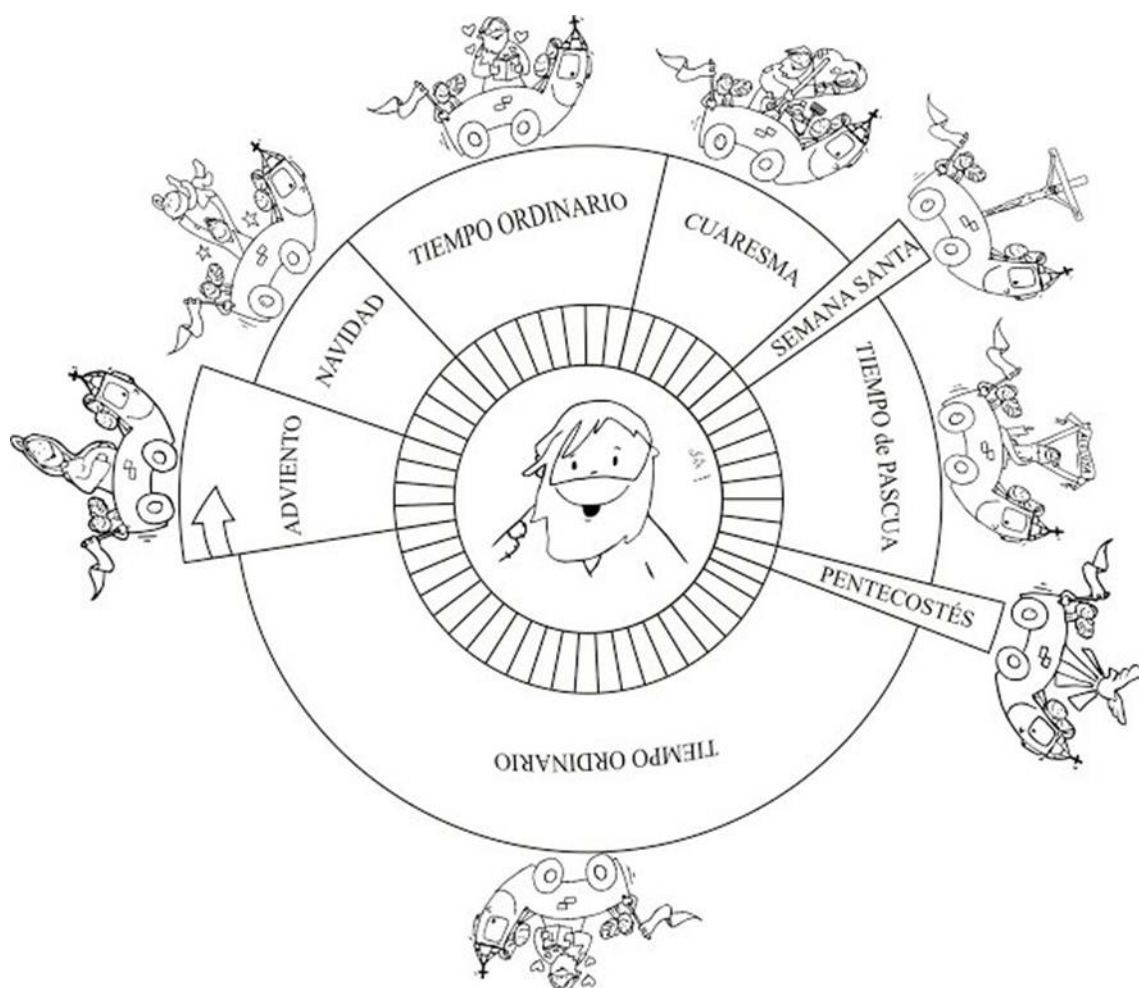 ADVIENTO
NAVIDAD
TIEMPO ORDINARIO
CUARESMA
SEMANA SANTA
TIEMPO de PASCUA
PENTECOSTÉS
TIEMPO ORDINARIO